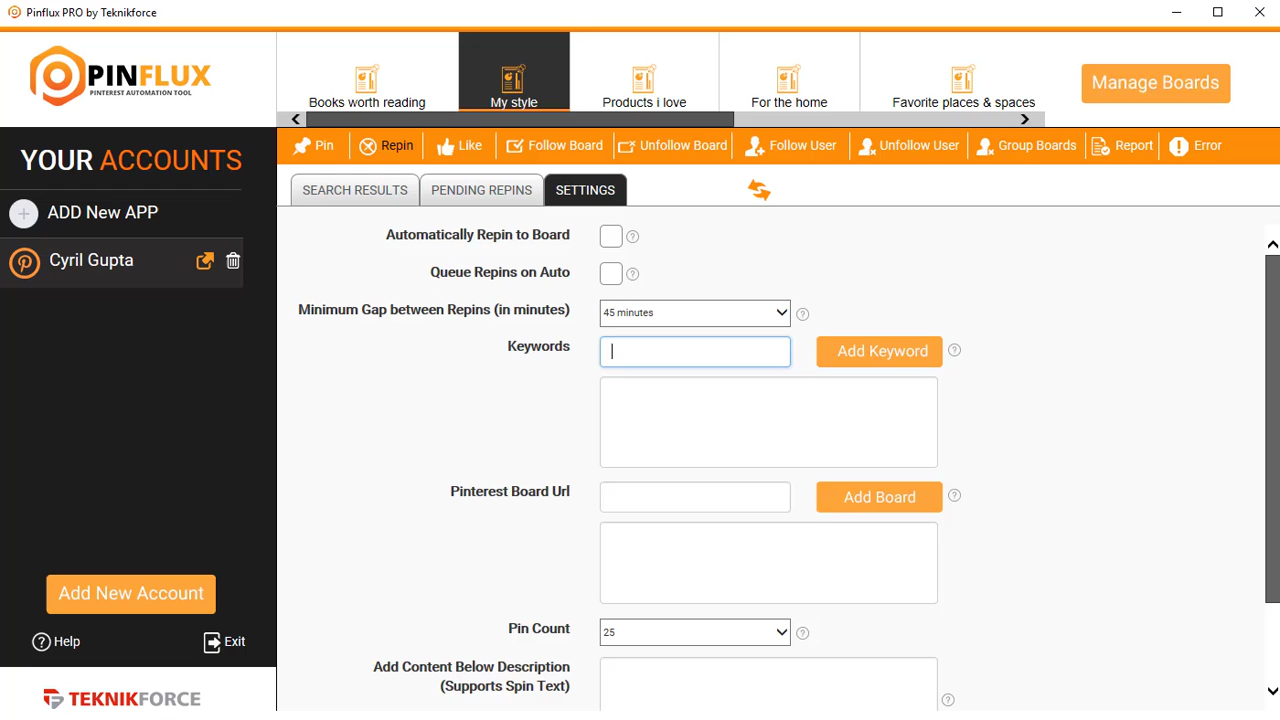 Pinflux PRO by Teknikforce
PINFLUX
PINTEREST AUTOMATION TOOL
Books worth reading
My style
Products i love
For the home
Favorite places & spaces
Manage Boards
YOUR ACCOUNTS
ADD New APP
Cyril Gupta
Add New Account
? Help
Exit
TEKNIKFORCE
Pin
Repin
Like
Follow Board
Unfollow Board
Follow User
Unfollow User
Group Boards
Report
Error
SEARCH RESULTS
PENDING REPINS
SETTINGS
Automatically Repin to Board ?
Queue Repins on Auto ?
Minimum Gap between Repins (in minutes) 45 minutes ?
Keywords Add Keyword ?
Pinterest Board Url Add Board ?
Pin Count 25 ?
Add Content Below Description
(Supports Spin Text) ?